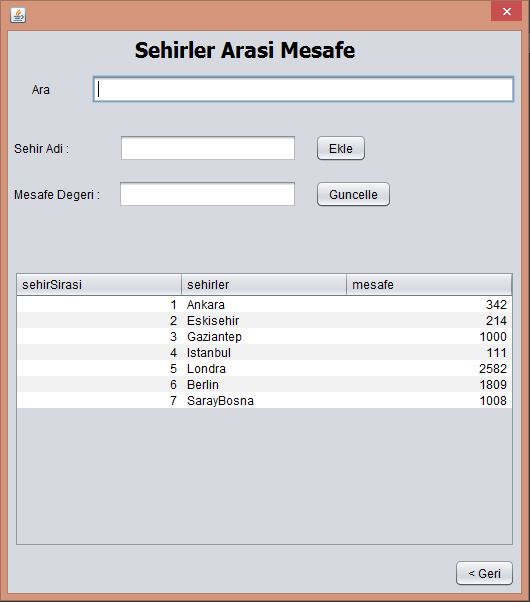 Sehirler Arasi Mesafe
Ara
Sehir Adi :
Ekle
Mesafe Degeri :
Guncelle
sehirSirasi sehirler mesafe
1 Ankara 342
2 Eskisehir 214
3 Gaziantep 1000
4 Istanbul 111
5 Londra 2582
6 Berlin 1809
7 SarayBosna 1008
< Geri